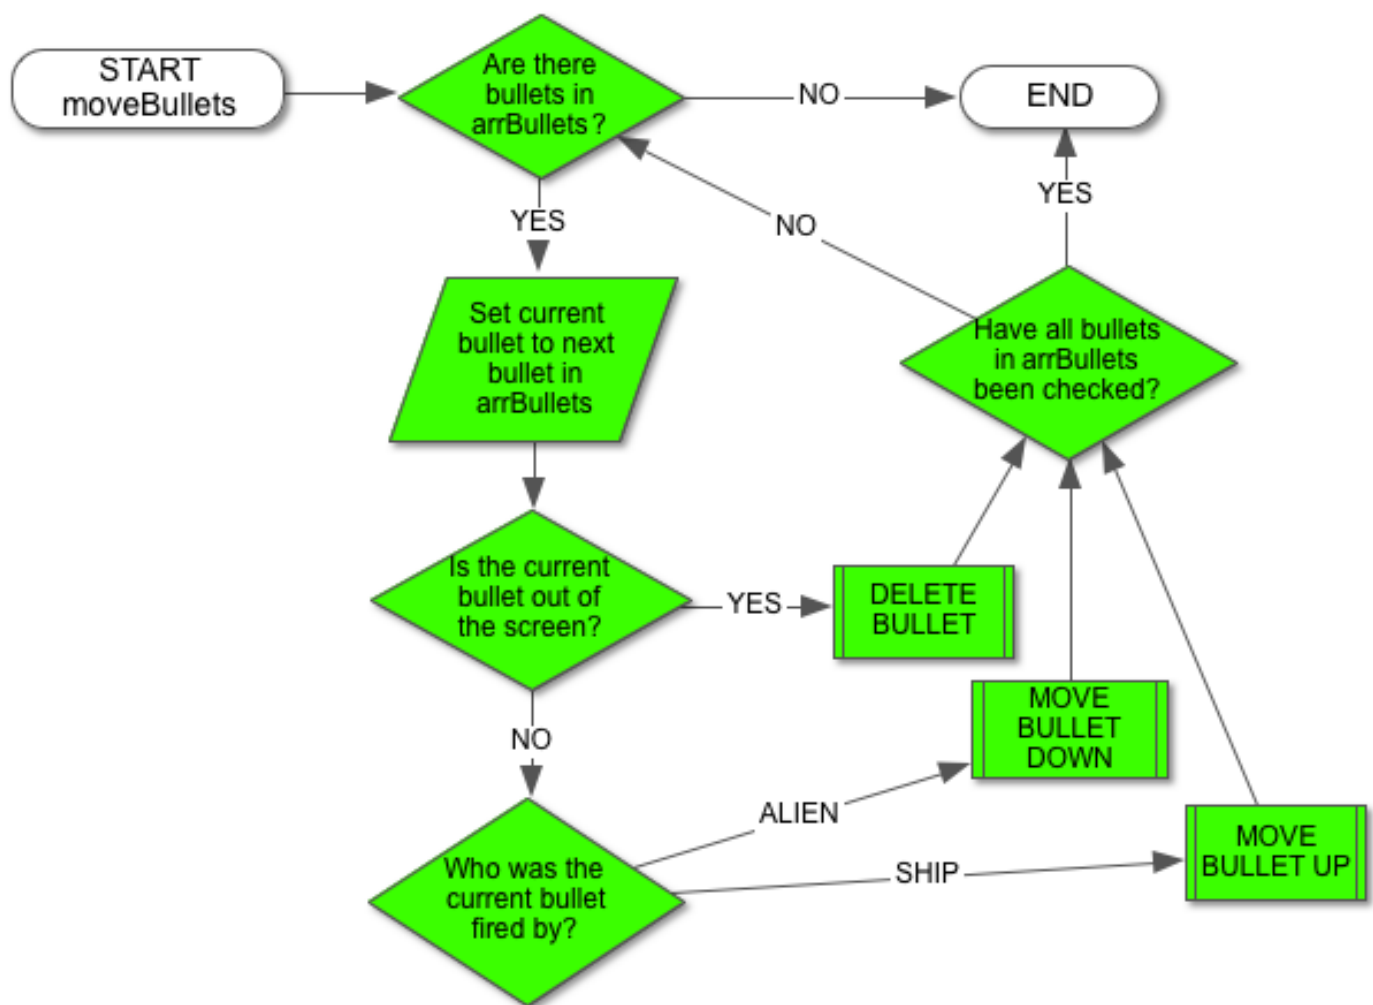 START
moveBullets
Are there
bullets in
arrBullets?
NO
END
YES
YES
NO
Set current
bullet to next
bullet in
arrBullets
Have all bullets
in arrBullets
been checked?
Is the current
bullet out of
the screen?
YES
DELETE
BULLET
NO
MOVE
BULLET
DOWN
ALIEN
MOVE
BULLET UP
SHIP
Who was the
current bullet
fired by?